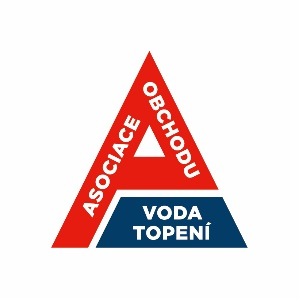 ASOCIACE
OBCHODU
VODA
TOPENÍ